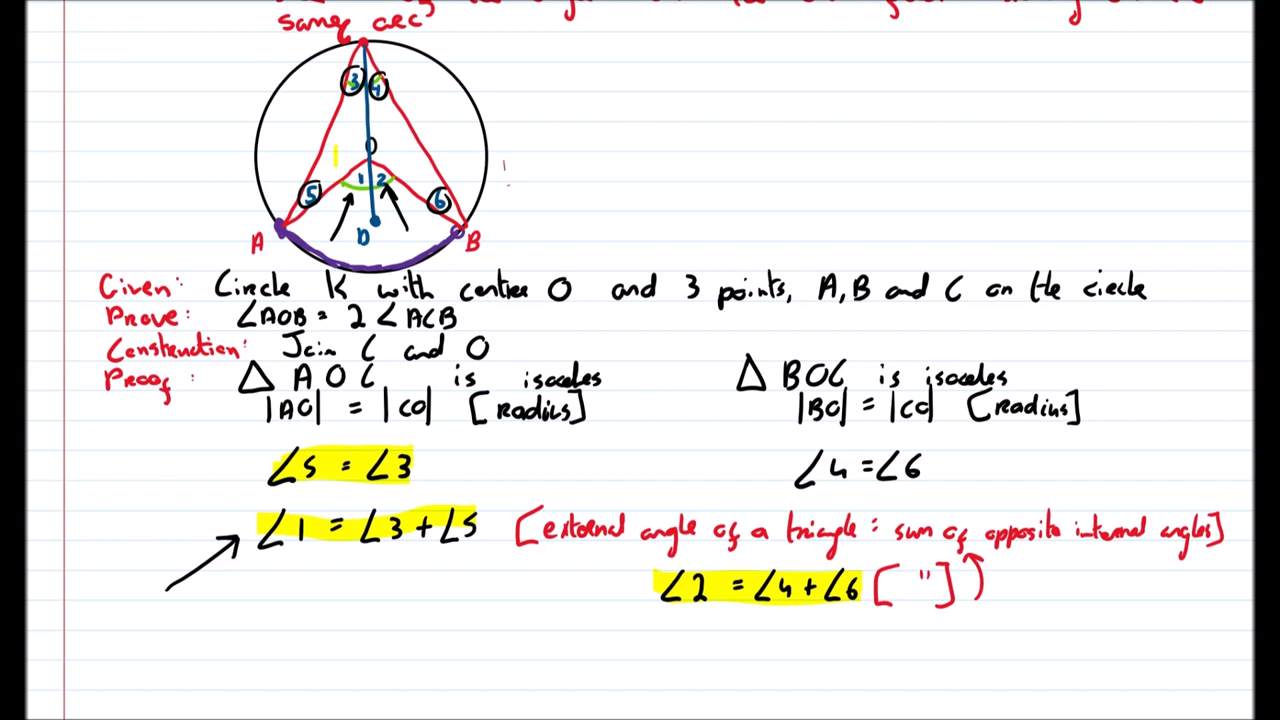 same arc
3 4
O
1 2
5 6
A D B
Given: Circle K with centre O and 3 points, A, B and C on the circle
Prove: ∠AOB = 2 ∠ACB
Construction: Join C and O
Proof: △ AOC is isoceles △ BOC is isoceles
|AO| = |CO| [radius] |BO| = |CO| [radius]
∠5 = ∠3 ∠4 = ∠6
∠1 = ∠3 + ∠5 [external angle of a triangle = sum of opposite internal angles]
∠2 = ∠4 + ∠6 [ " ]